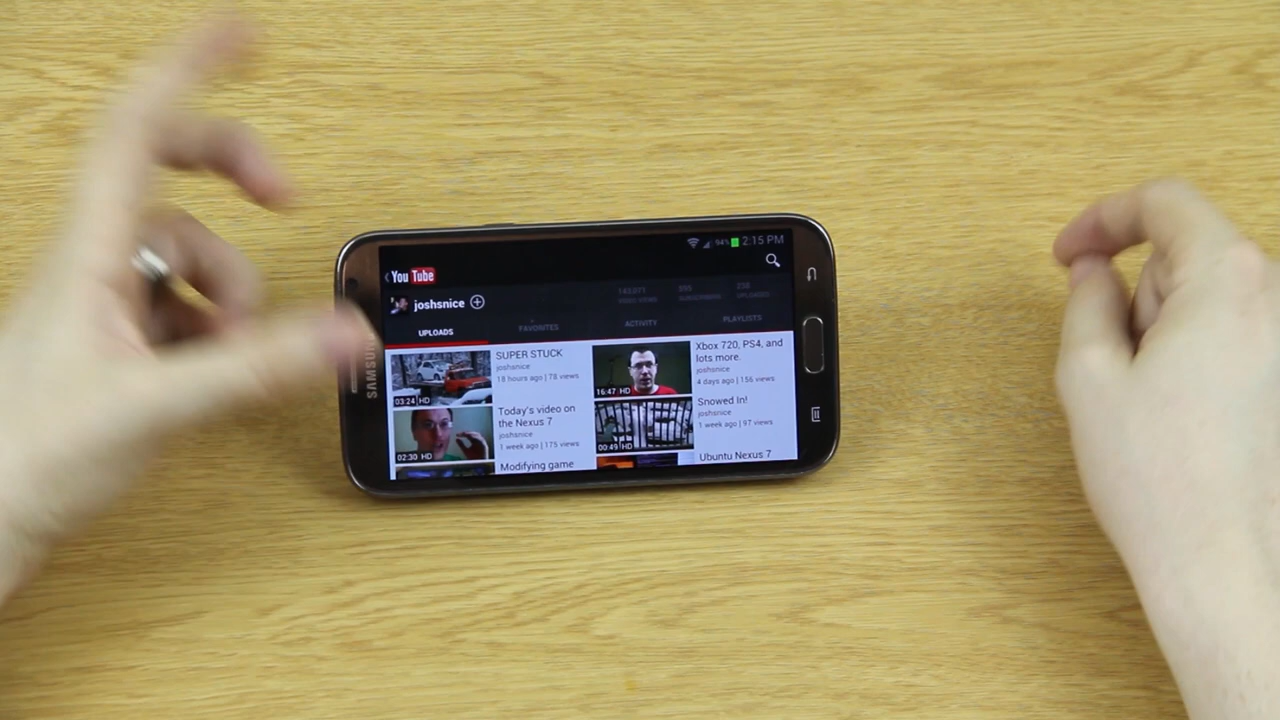 94% 2:15 PM
You Tube
joshsnice
UPLOADS FAVORITES ACTIVITY PLAYLISTS
SUPER STUCK
joshsnice
18 hours ago | 78 views
03:24 HD
Today's video on
the Nexus 7
joshsnice
1 week ago | 175 views
02:30 HD
Modifying game
Xbox 720, PS4, and
lots more.
joshsnice
4 days ago | 156 views
16:47 HD
Snowed In!
joshsnice
1 week ago | 97 views
00:49 HD
Ubuntu Nexus 7
SAMSUNG